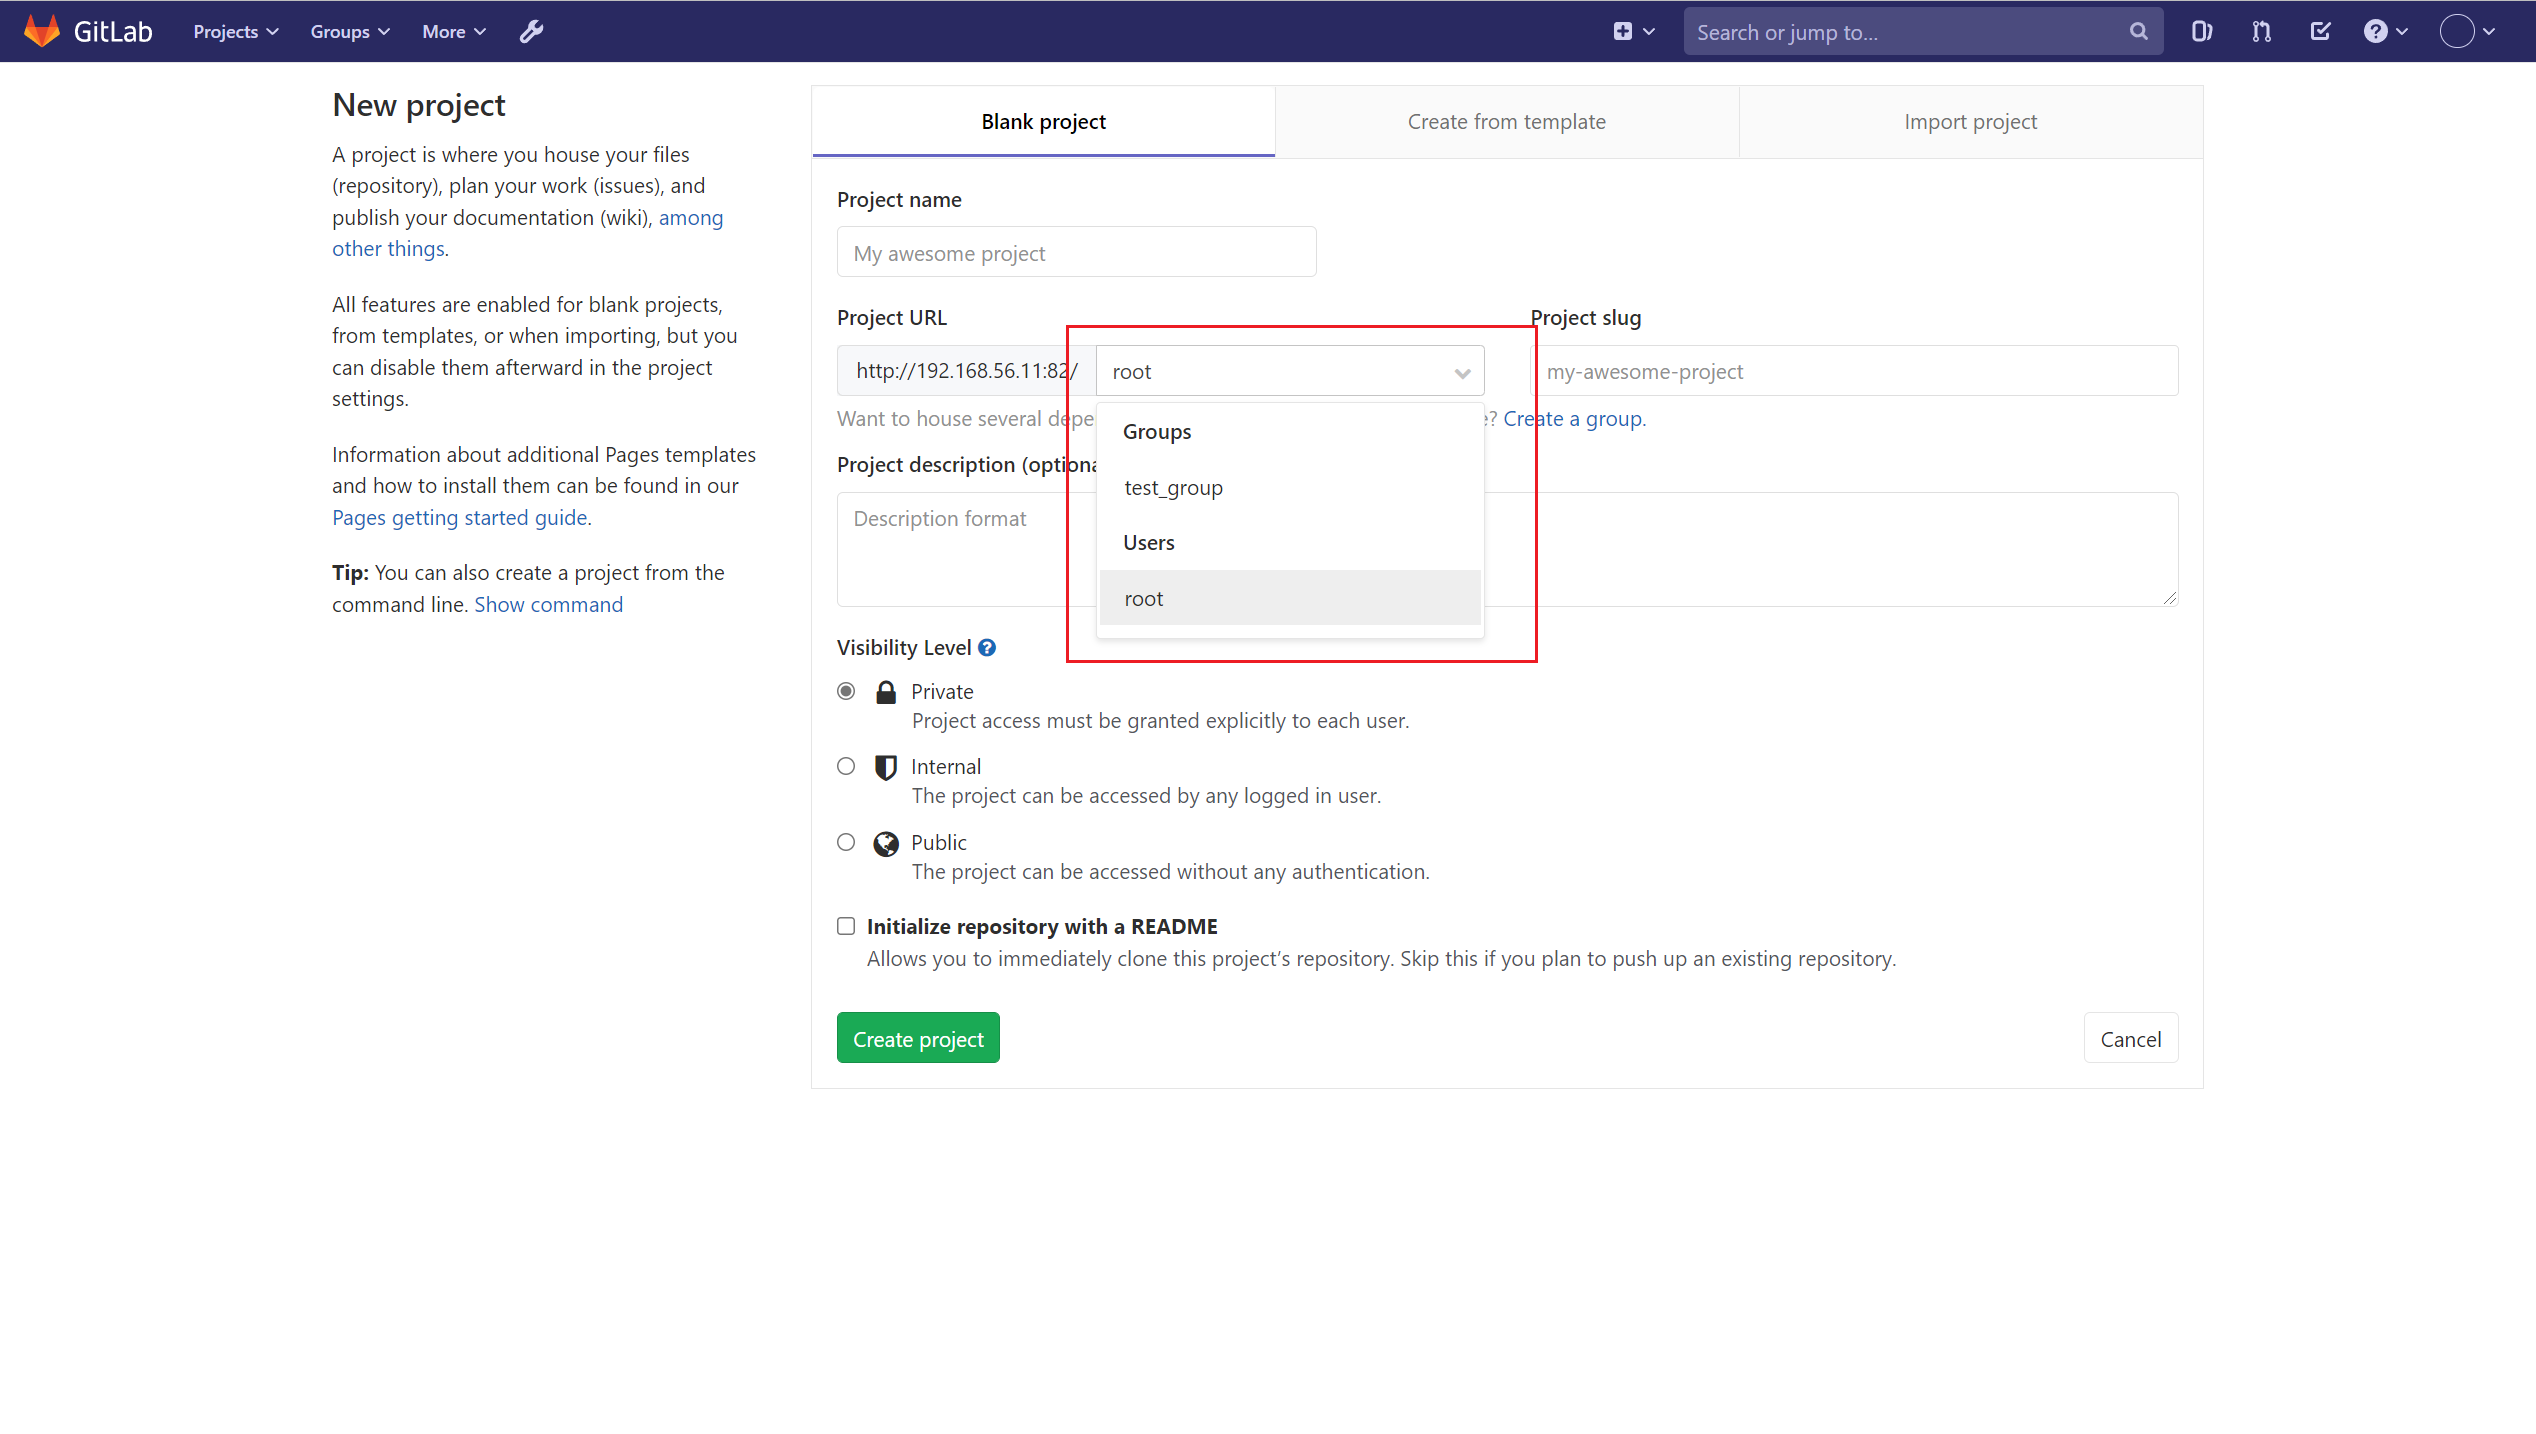 GitLab Projects Groups More Search or jump to...
New project
A project is where you house your files
(repository), plan your work (issues), and
publish your documentation (wiki), among
other things.
All features are enabled for blank projects,
from templates, or when importing, but you
can disable them afterward in the project
settings.
Information about additional Pages templates
and how to install them can be found in our
Pages getting started guide.
Tip: You can also create a project from the
command line. Show command
Blank project Create from template Import project
Project name
My awesome project
Project URL Project slug
http://192.168.56.11:82/ root my-awesome-project
Want to house several ? Create a group.
Groups
Project description
test_group
Description format
Users
root
Visibility Level
Private
Project access must be granted explicitly to each user.
Internal
The project can be accessed by any logged in user.
Public
The project can be accessed without any authentication.
Initialize repository with a README
Allows you to immediately clone this project’s repository. Skip this if you plan to push up an existing repository.
Create project Cancel